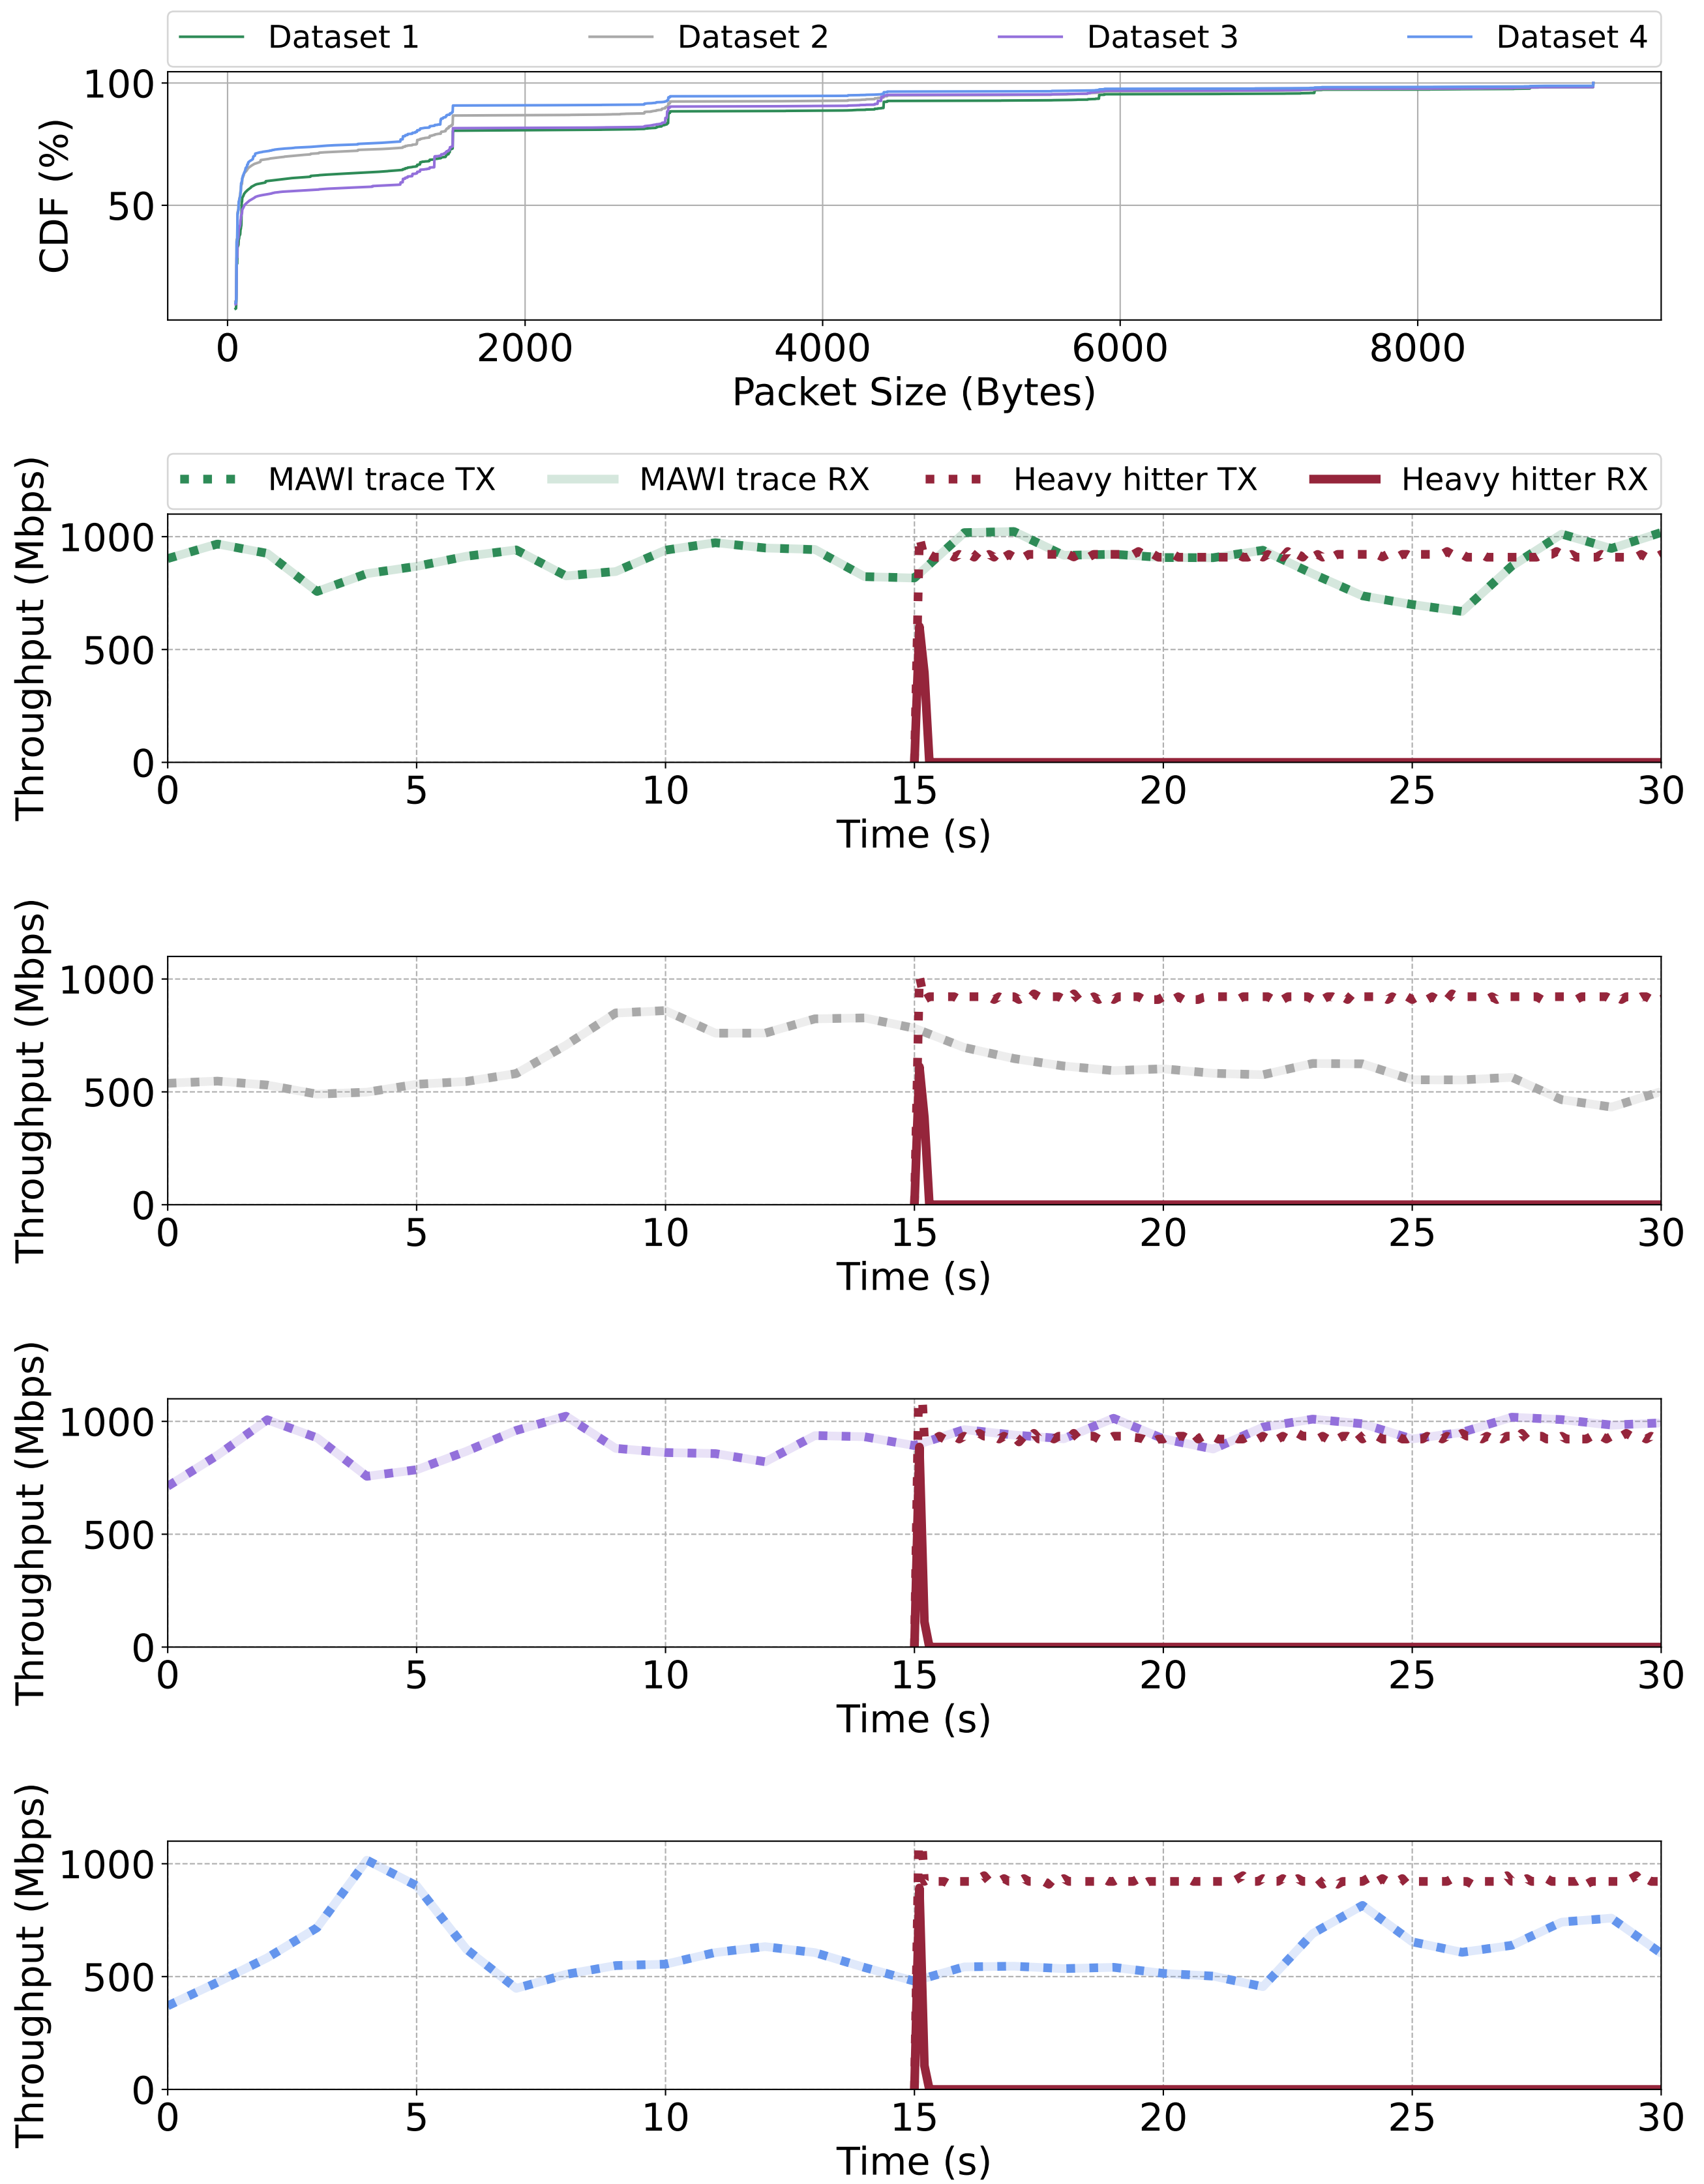 Dataset 1 Dataset 2 Dataset 3 Dataset 4
CDF (%)
100
50
0 2000 4000 6000 8000
Packet Size (Bytes)
MAWI trace TX MAWI trace RX Heavy hitter TX Heavy hitter RX
Throughput (Mbps)
1000
500
0
0 5 10 15 20 25 30
Time (s)
Throughput (Mbps)
1000
500
0
0 5 10 15 20 25 30
Time (s)
Throughput (Mbps)
1000
500
0
0 5 10 15 20 25 30
Time (s)
Throughput (Mbps)
1000
500
0
0 5 10 15 20 25 30
Time (s)